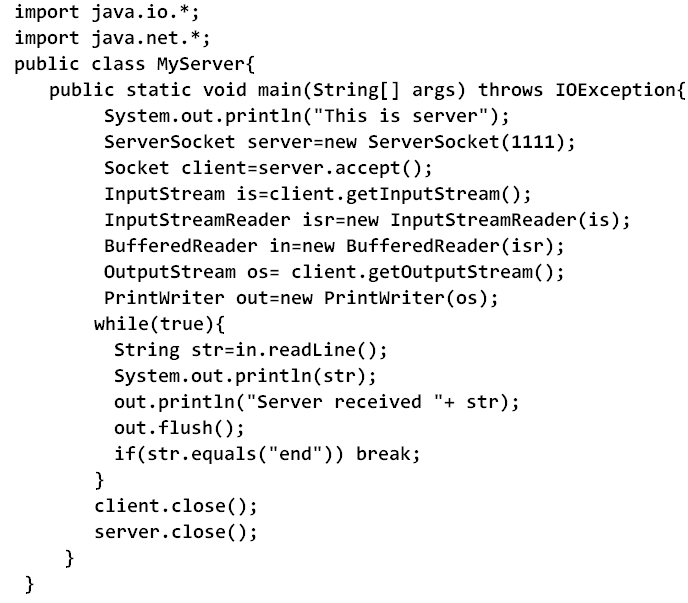 import java.io.*;
import java.net.*;
public class MyServer{
public static void main(String[] args) throws IOException{
System.out.println("This is server");
ServerSocket server=new ServerSocket(1111);
Socket client=server.accept();
InputStream is=client.getInputStream();
InputStreamReader isr=new InputStreamReader(is);
BufferedReader in=new BufferedReader(isr);
OutputStream os= client.getOutputStream();
PrintWriter out=new PrintWriter(os);
while(true){
String str=in.readLine();
System.out.println(str);
out.println("Server received "+ str);
out.flush();
if(str.equals("end")) break;
}
client.close();
server.close();
}
}